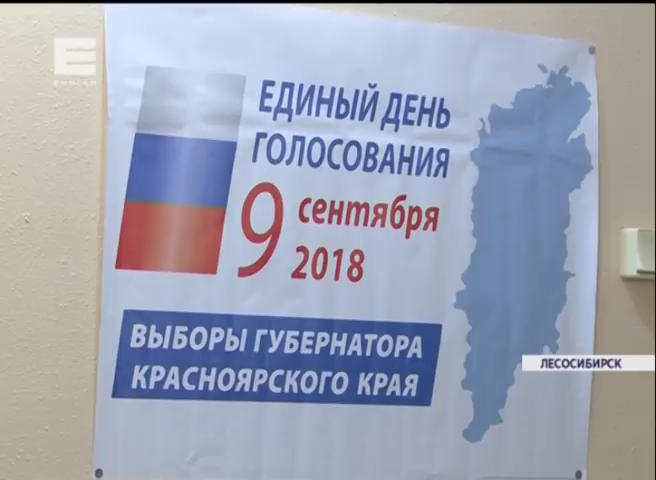 ЕДИНЫЙ ДЕНЬ
ГОЛОСОВАНИЯ
9 сентября
2018
ВЫБОРЫ ГУБЕРНАТОРА
КРАСНОЯРСКОГО КРАЯ
ЛЕСОСИБИРСК